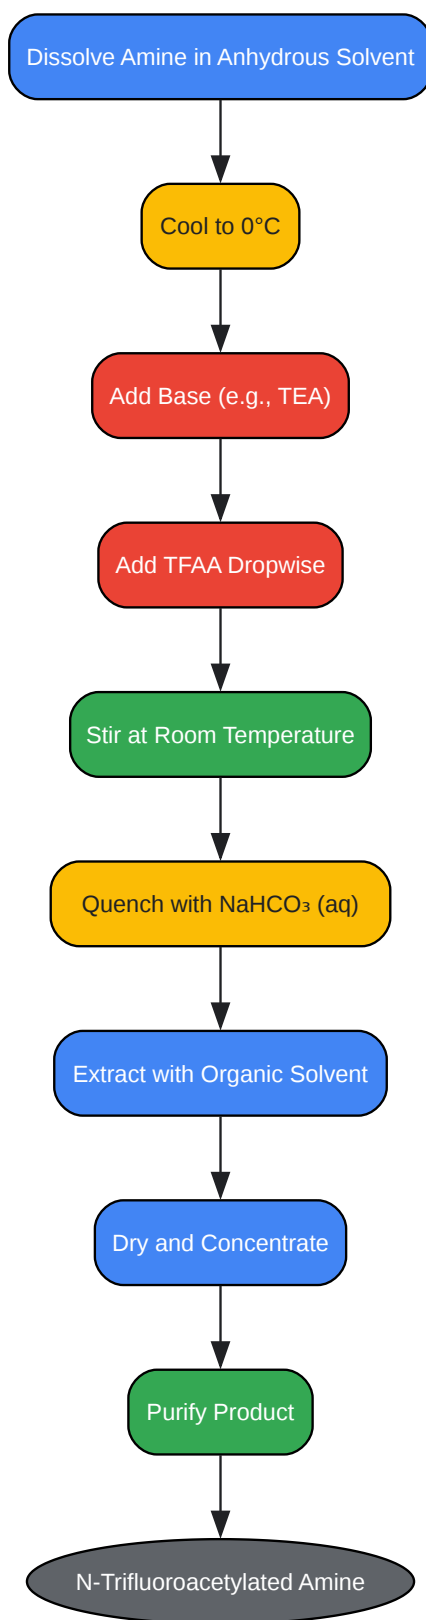 Dissolve Amine in Anhydrous Solvent
Cool to 0°C
Add Base (e.g., TEA)
Add TFAA Dropwise
Stir at Room Temperature
Quench with NaHCO₃ (aq)
Extract with Organic Solvent
Dry and Concentrate
Purify Product
N-Trifluoroacetylated Amine